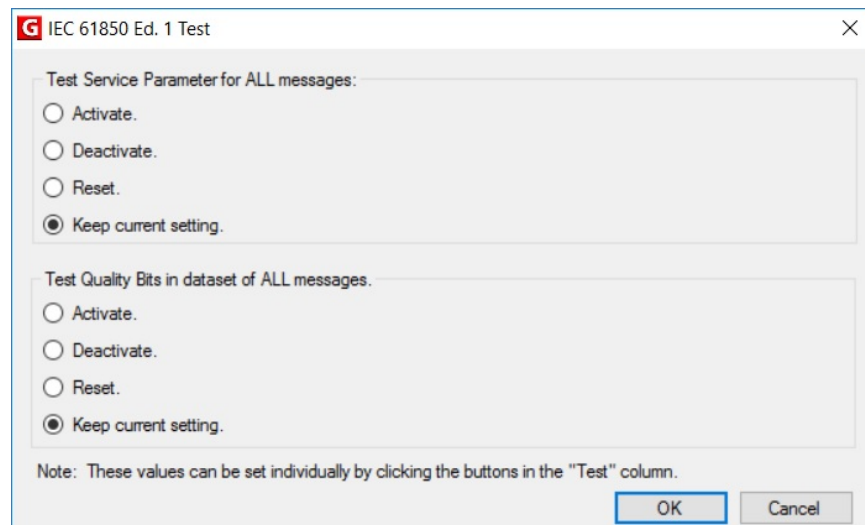 G IEC 61850 Ed. 1 Test
Test Service Parameter for ALL messages:
Activate.
Deactivate.
Reset.
Keep current setting.
Test Quality Bits in dataset of ALL messages.
Activate.
Deactivate.
Reset.
Keep current setting.
Note: These values can be set individually by clicking the buttons in the "Test" column.
OK Cancel